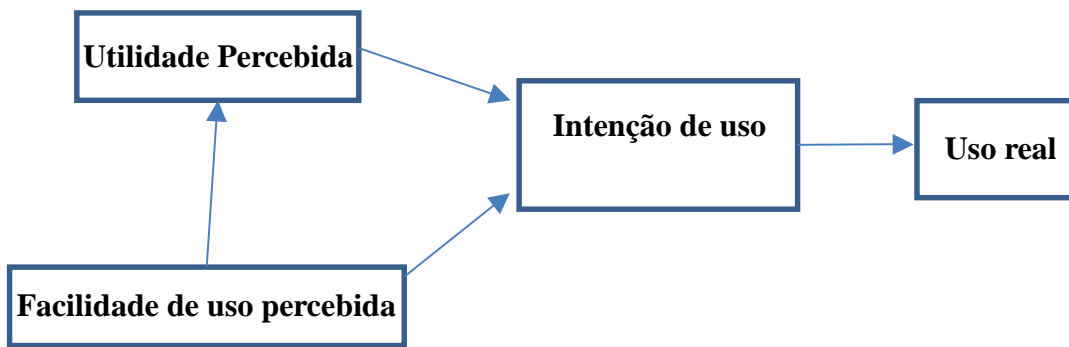 Utilidade Percebida
Intenção de uso
Uso real
Facilidade de uso percebida